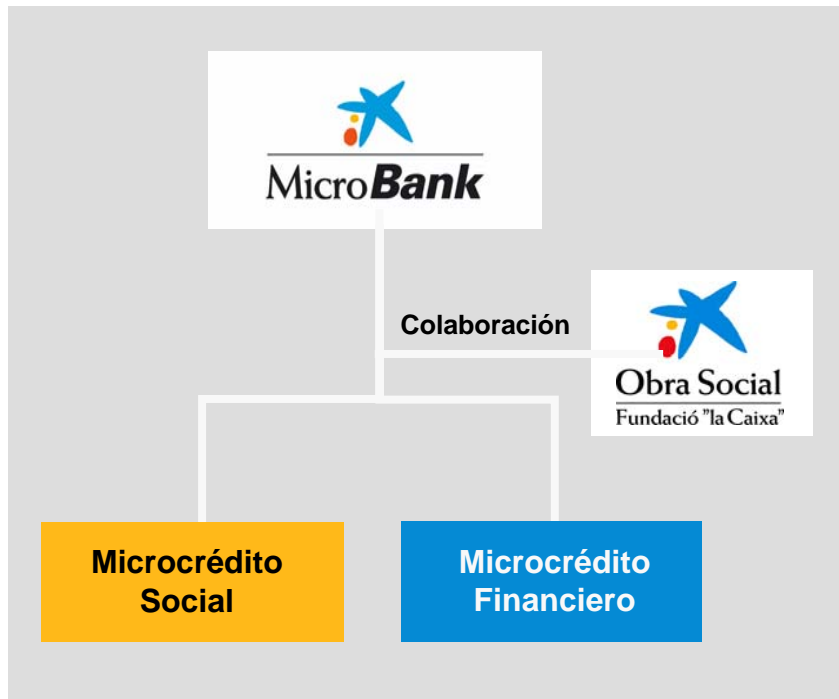 MicroBank
Colaboración
Obra Social
Fundació "la Caixa"
Microcrédito
Social
Microcrédito
Financiero